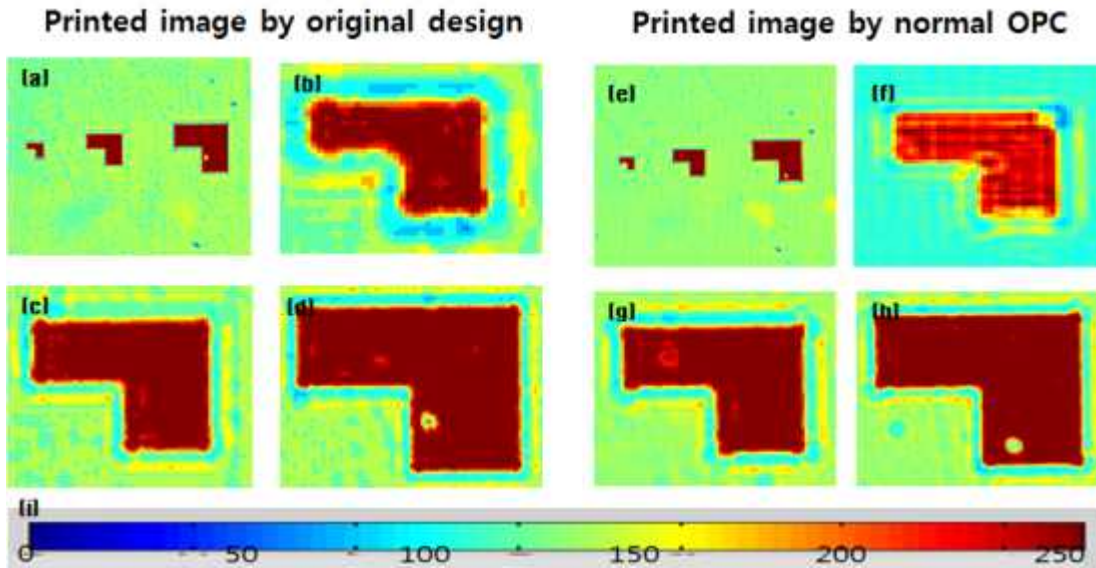 Printed image by original design
Printed image by normal OPC
(a)
(b)
(e)
(f)
(c)
(d)
(g)
(h)
(i)
0 50 100 150 200 250